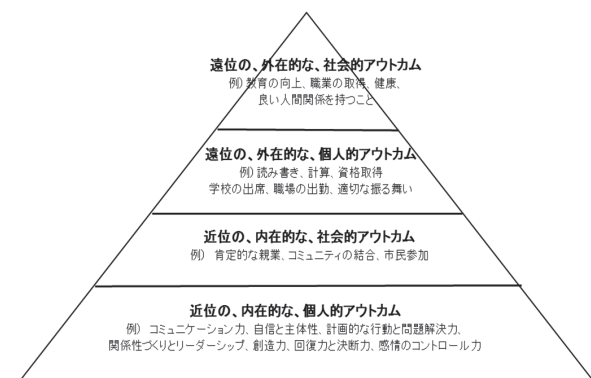 遠位の、外在的な、社会的アウトカム
例）教育の向上、職業の取得、健康、
良い人間関係を持つこと
遠位の、外在的な、個人的アウトカム
例）読み書き、計算、資格取得
学校の出席、職場の出勤、適切な振る舞い
近位の、内在的な、社会的アウトカム
例） 肯定的な親業、コミュニティの結合、市民参加
近位の、内在的な、個人的アウトカム
例） コミュニケーション力、自信と主体性、計画的な行動と問題解決力、
関係性づくりとリーダーシップ、創造力、回復力と決断力、感情のコントロール力